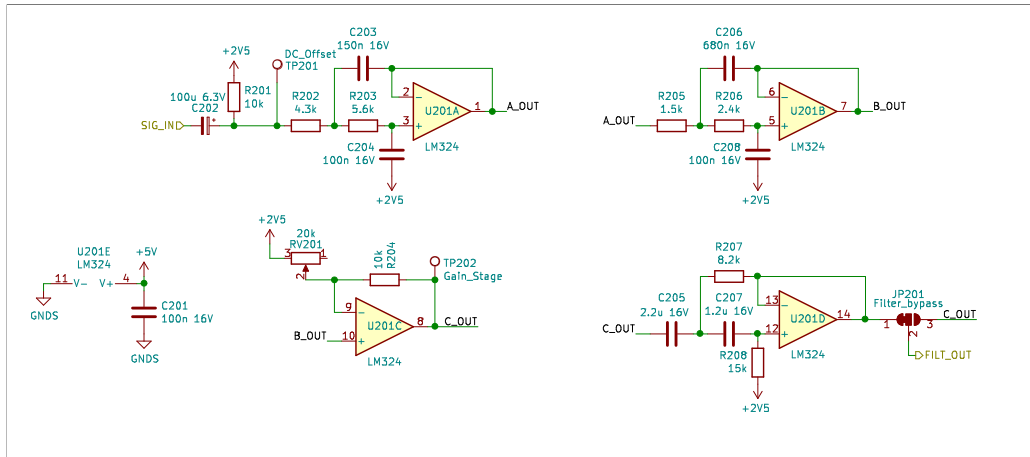 +2V5
100u 6.3V
C202
R201
10k
DC_Offset
TP201
C203
150n 16V
SIG_IN
R202
4.3k
R203
5.6k
2
3
U201A
1
A_OUT
LM324
C204
100n 16V
+2V5
C206
680n 16V
A_OUT
R205
1.5k
R206
2.4k
6
5
U201B
7
B_OUT
LM324
C208
100n 16V
+2V5
U201E
LM324
+5V
11
V-
V+
4
GNDS
C201
100n 16V
GNDS
+2V5
20k
RV201
3
1
2
10k
R204
TP202
Gain_Stage
9
10
U201C
8
C_OUT
B_OUT
LM324
R207
8.2k
C205
2.2u 16V
C207
1.2u 16V
C_OUT
13
12
U201D
14
LM324
R208
15k
+2V5
JP201
Filter_bypass
1
2
3
C_OUT
FILT_OUT